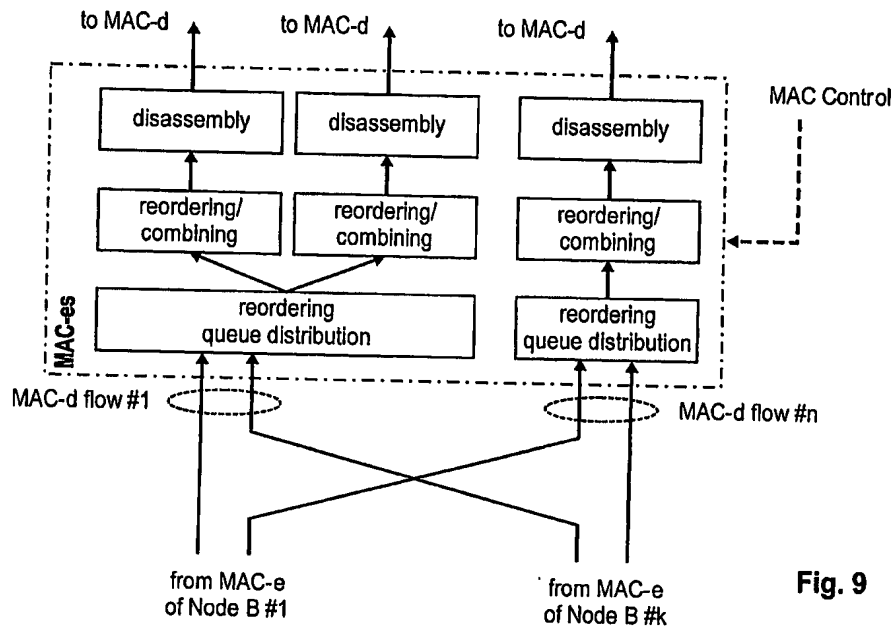 to MAC-d
to MAC-d
to MAC-d
MAC Control
disassembly
disassembly
disassembly
reordering/
combining
reordering/
combining
reordering/
combining
MAC-es
reordering
queue distribution
reordering
queue distribution
MAC-d flow #1
MAC-d flow #n
from MAC-e
of Node B #1
from MAC-e
of Node B #k
Fig. 9